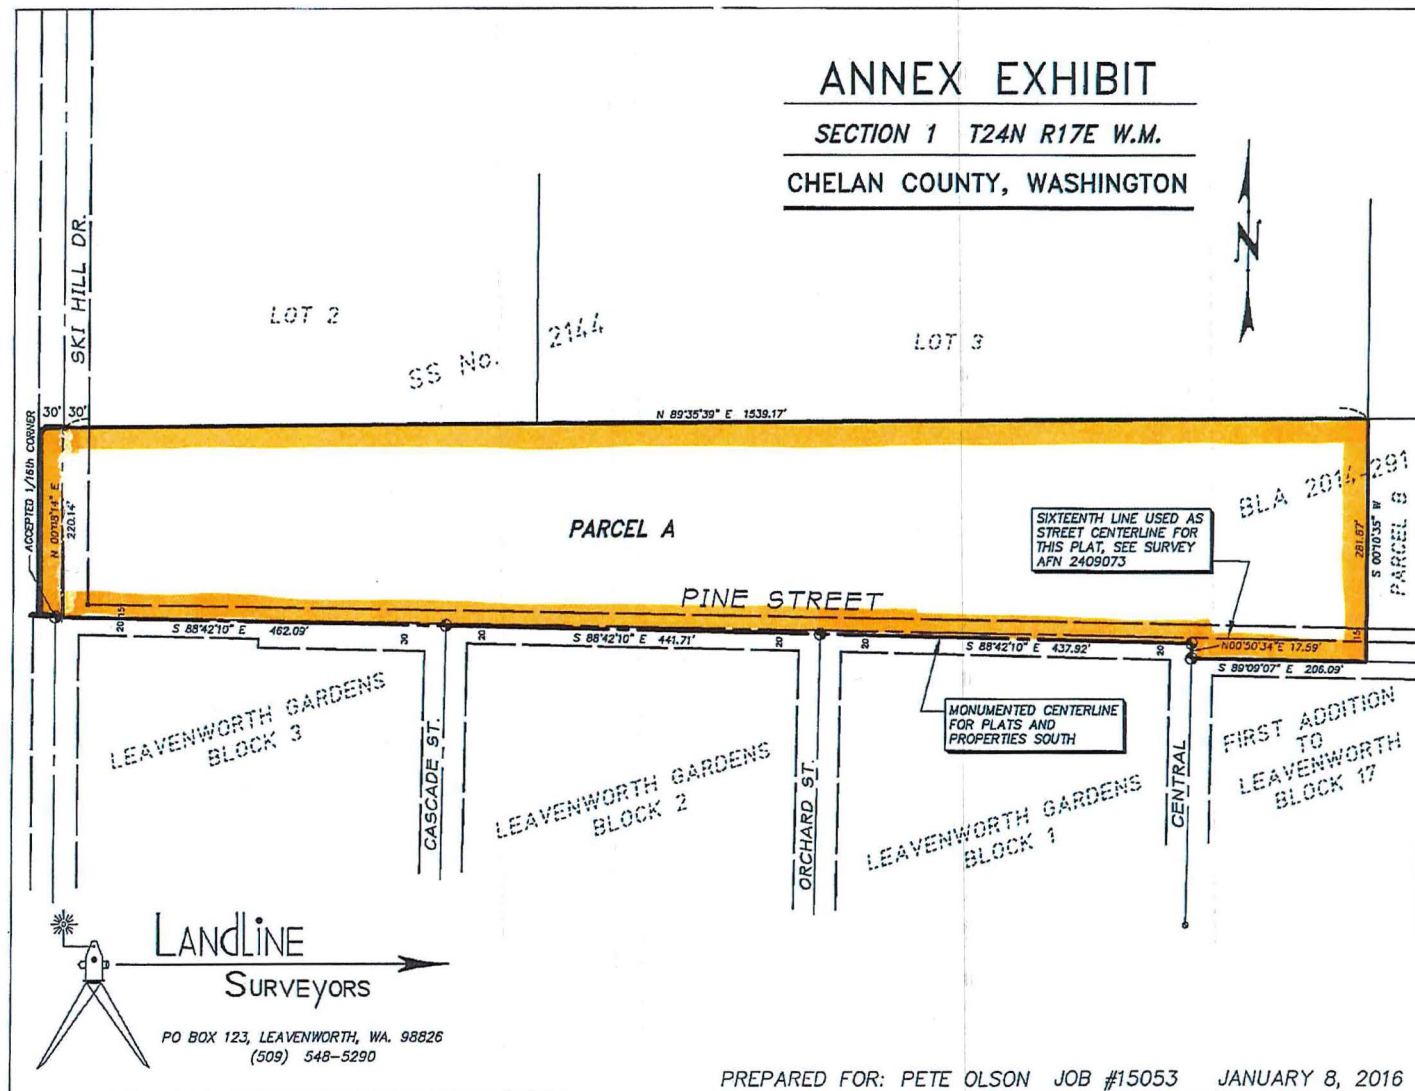 ANNEX EXHIBIT
SECTION 1 T24N R17E W.M.
CHELAN COUNTY, WASHINGTON
N
SKI HILL DR.
LOT 2
SS No. 2144
LOT 3
30' 30'
N 89°35'39" E 1539.17'
ACCEPTED 1/16th CORNER
220.14'
PARCEL A
SIXTEENTH LINE USED AS
STREET CENTERLINE FOR
THIS PLAT, SEE SURVEY
AFN 2409073
BLA 2014-291
281.67'
S 00°10'35" W
PARCEL B
PINE STREET
20
15
15
S 88°42'10" E 462.09'
20
20
S 88°42'10" E 441.71'
20
20
S 88°42'10" E 437.92'
20
N00°50'34"E 17.59'
S 89°09'07" E 206.09'
MONUMENTED CENTERLINE
FOR PLATS AND
PROPERTIES SOUTH
LEAVENWORTH GARDENS
BLOCK 3
CASCADE ST.
LEAVENWORTH GARDENS
BLOCK 2
ORCHARD ST.
LEAVENWORTH GARDENS
BLOCK 1
CENTRAL
FIRST ADDITION
TO
LEAVENWORTH
BLOCK 17
LANdLiNE
SURVEyORS
PO BOX 123, LEAVENWORTH, WA. 98826
(509) 548-5290
PREPARED FOR: PETE OLSON JOB #15053 JANUARY 8, 2016